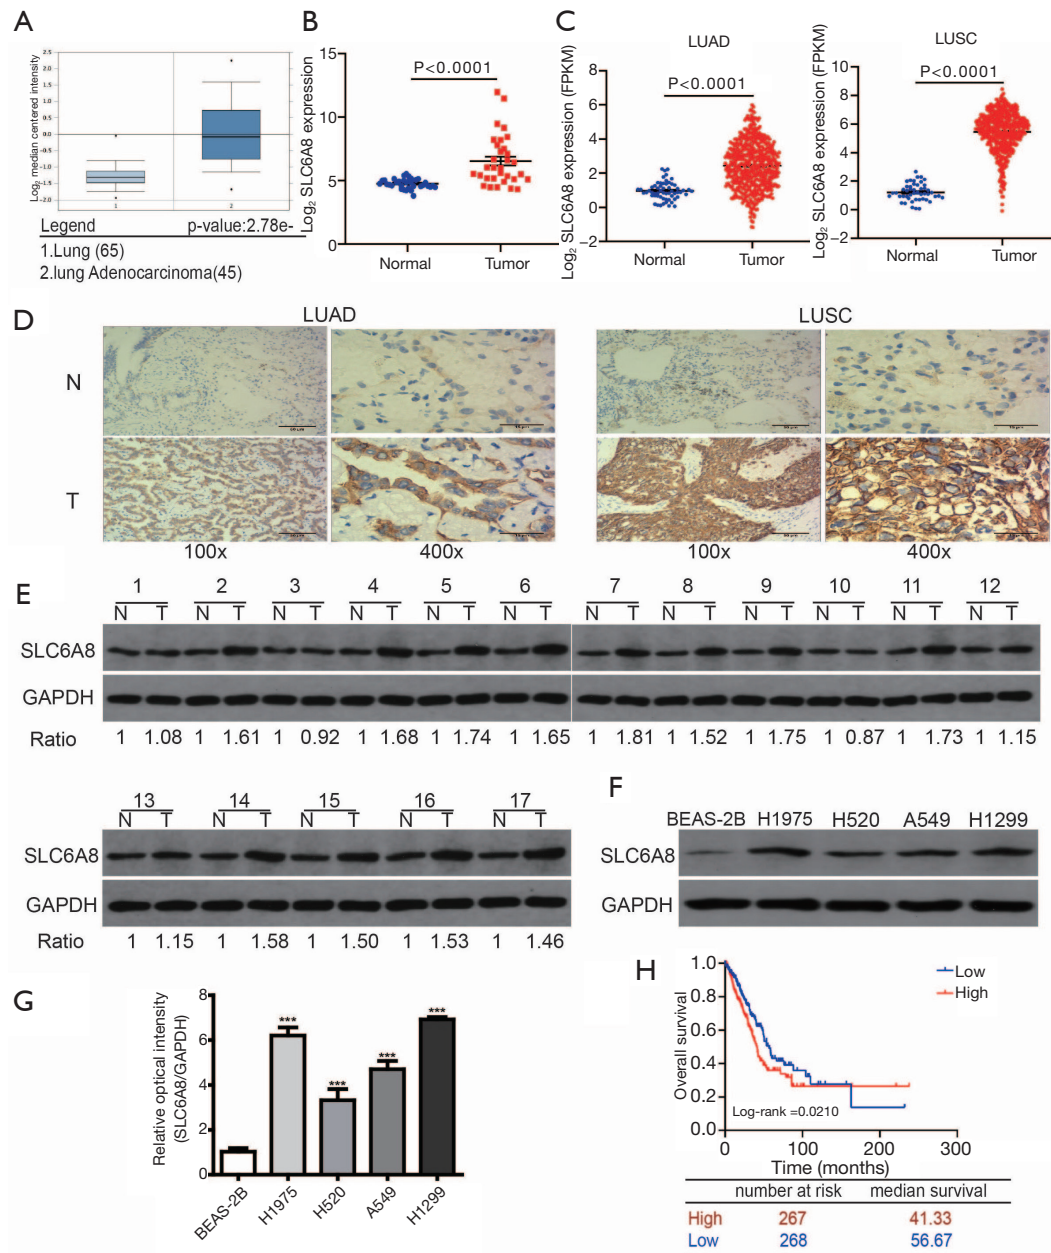 A
Log2 median centered intensity
2.5
2.0
1.5
1.0
0.5
0.0
-0.5
-1.0
-1.5
-2.0
1
2
Legend p-value:2.78e-
1.Lung (65)
2.lung Adenocarcinoma(45)
B
Log2 SLC6A8 expression
15
10
5
0
P<0.0001
Normal Tumor
C
LUAD
Log2 SLC6A8 expression (FPKM)
8
6
4
2
0
−2
P<0.0001
Normal Tumor
LUSC
Log2 SLC6A8 expression (FPKM)
10
8
6
4
2
0
−2
P<0.0001
Normal Tumor
D
LUAD LUSC
N
T
100x 400x 100x 400x
E
1 2 3 4 5 6 7 8 9 10 11 12
N T N T N T N T N T N T N T N T N T N T N T N T
SLC6A8
GAPDH
Ratio 1 1.08 1 1.61 1 0.92 1 1.68 1 1.74 1 1.65 1 1.81 1 1.52 1 1.75 1 0.87 1 1.73 1 1.15
13 14 15 16 17
N T N T N T N T N T
SLC6A8
GAPDH
Ratio 1 1.15 1 1.58 1 1.50 1 1.53 1 1.46
F
BEAS-2B H1975 H520 A549 H1299
SLC6A8
GAPDH
G
Relative optical intensity
(SLC6A8/GAPDH)
8
6
4
2
0
*** *** *** ***
BEAS-2B H1975 H520 A549 H1299
H
Overall survival
1.0
0.8
0.6
0.4
0.2
0.0
Low
High
Log-rank =0.0210
0 100 200 300
Time (months)
number at risk median survival
High 267 41.33
Low 268 56.67